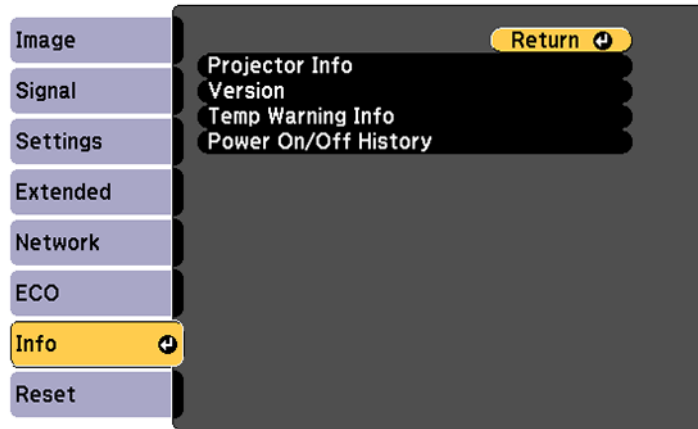 Image
Signal
Settings
Extended
Network
ECO
Info
Reset
Return
Projector Info
Version
Temp Warning Info
Power On/Off History